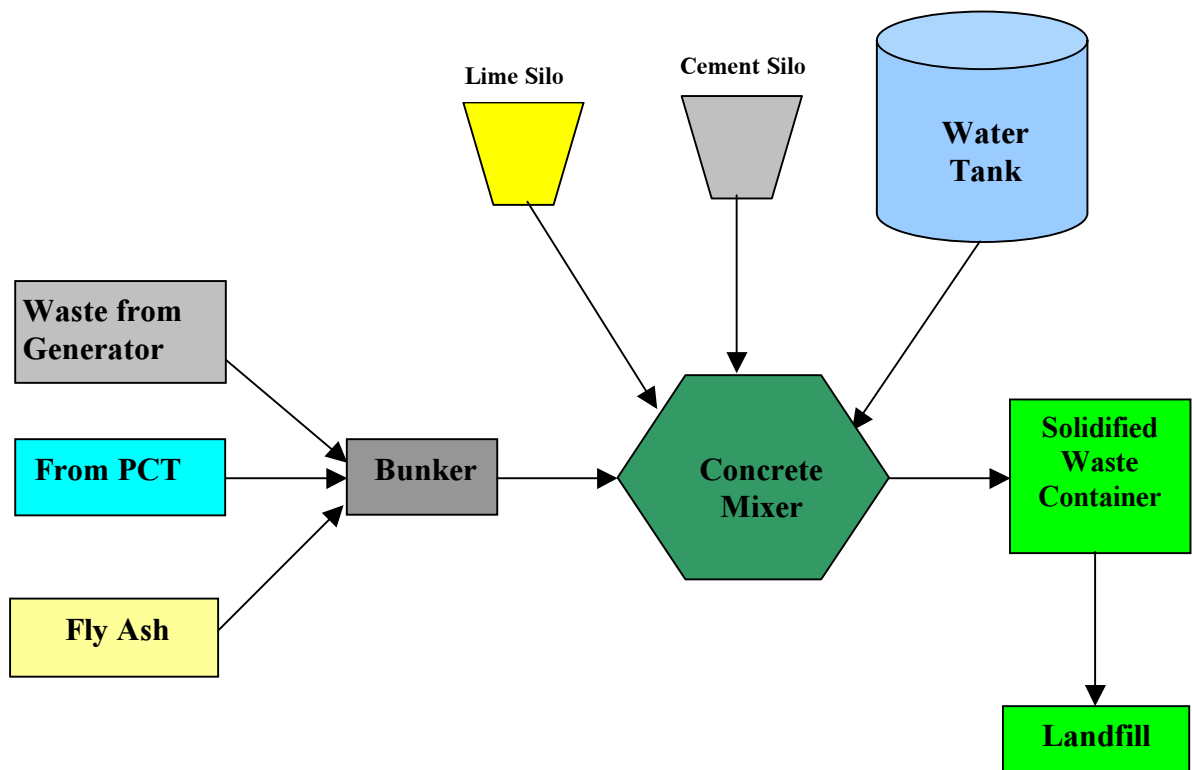 Lime Silo
Cement Silo
Water
Tank
Waste from
Generator
From PCT
Bunker
Concrete
Mixer
Solidified
Waste
Container
Fly Ash
Landfill